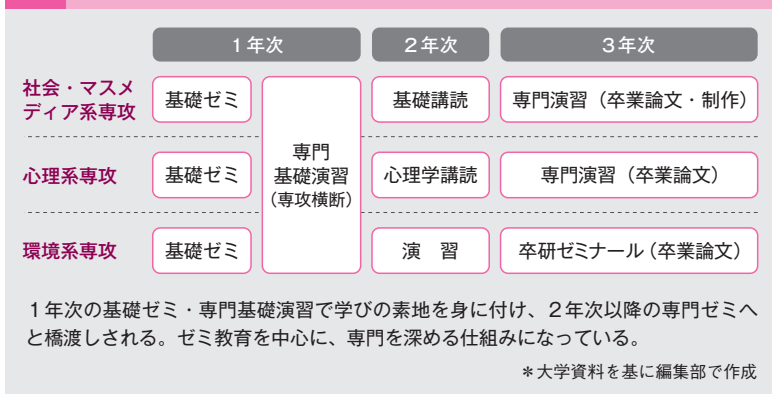 1年次 2年次 3年次
社会・マスメ
ディア系専攻
基礎ゼミ 基礎講読 専門演習(卒業論文・制作)
専門
基礎演習
(専攻横断)
心理系専攻 基礎ゼミ 心理学講読 専門演習(卒業論文)
環境系専攻 基礎ゼミ 演 習 卒研ゼミナール(卒業論文)
1年次の基礎ゼミ・専門基礎演習で学びの素地を身に付け、2年次以降の専門ゼミへ
と橋渡しされる。ゼミ教育を中心に、専門を深める仕組みになっている。
*大学資料を基に編集部で作成